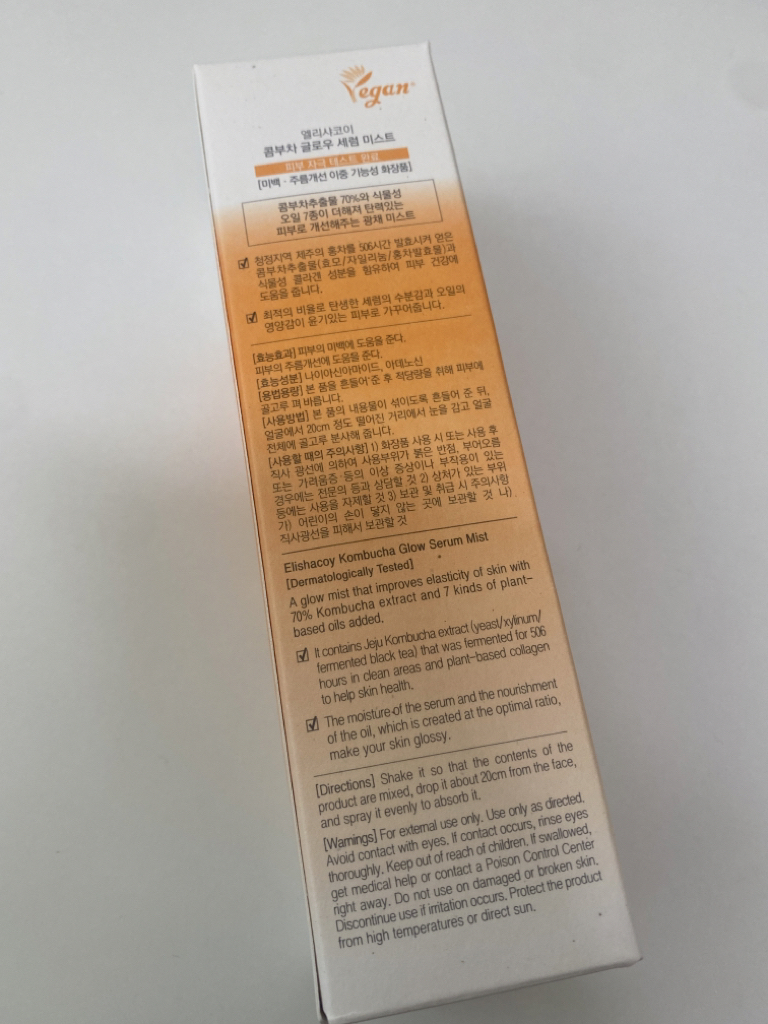 Vegan
엘리샤코이
콤부차 글로우 세럼 미스트
피부 자극 테스트 완료
[미백 · 주름개선 이중 기능성 화장품]
콤부차추출물 70%와 식물성
오일 7종이 더해져 탄력있는
피부로 개선해주는 광채 미스트
청정지역 제주의 홍차를 506시간 발효시켜 얻은
콤부차추출물(효모/자일리눔/홍차발효물)과
식물성 콜라겐 성분을 함유하여 피부 건강에
도움을 줍니다.
최적의 비율로 탄생한 세럼의 수분감과 오일의
영양감이 윤기있는 피부로 가꾸어줍니다.
[효능효과] 피부의 미백에 도움을 준다.
피부의 주름개선에 도움을 준다.
[효능성분] 나이아신아마이드, 아데노신
[용법용량] 본 품을 흔들어 준 후 적당량을 취해 피부에
골고루 펴 바릅니다.
[사용방법] 본 품의 내용물이 섞이도록 흔들어 준 뒤,
얼굴에서 20cm 정도 떨어진 거리에서 눈을 감고 얼굴
전체에 골고루 분사해 줍니다.
[사용할 때의 주의사항] 1) 화장품 사용 시 또는 사용 후
직사 광선에 의하여 사용부위가 붉은 반점, 부어오름
또는 가려움증 등의 이상 증상이나 부작용이 있는
경우에는 전문의 등과 상담할 것 2) 상처가 있는 부위
등에는 사용을 자제할 것 3) 보관 및 취급 시 주의사항
가) 어린이의 손이 닿지 않는 곳에 보관할 것 나)
직사광선을 피해서 보관할 것
Elishacoy Kombucha Glow Serum Mist
[Dermatologically Tested]
A glow mist that improves elasticity of skin with
70% Kombucha extract and 7 kinds of plant-
based oils added.
It contains Jeju Kombucha extract (yeast/xylinum/
fermented black tea) that was fermented for 506
hours in clean areas and plant-based collagen
to help skin health.
The moisture of the serum and the nourishment
of the oil, which is created at the optimal ratio,
make your skin glossy.
[Directions] Shake it so that the contents of the
product are mixed, drop it about 20cm from the face,
and spray it evenly to absorb it.
[Warnings] For external use only. Use only as directed.
Avoid contact with eyes. If contact occurs, rinse eyes
thoroughly. Keep out of reach of children. If swallowed,
get medical help or contact a Poison Control Center
right away. Do not use on damaged or broken skin.
Discontinue use if irritation occurs. Protect the product
from high temperatures or direct sun.